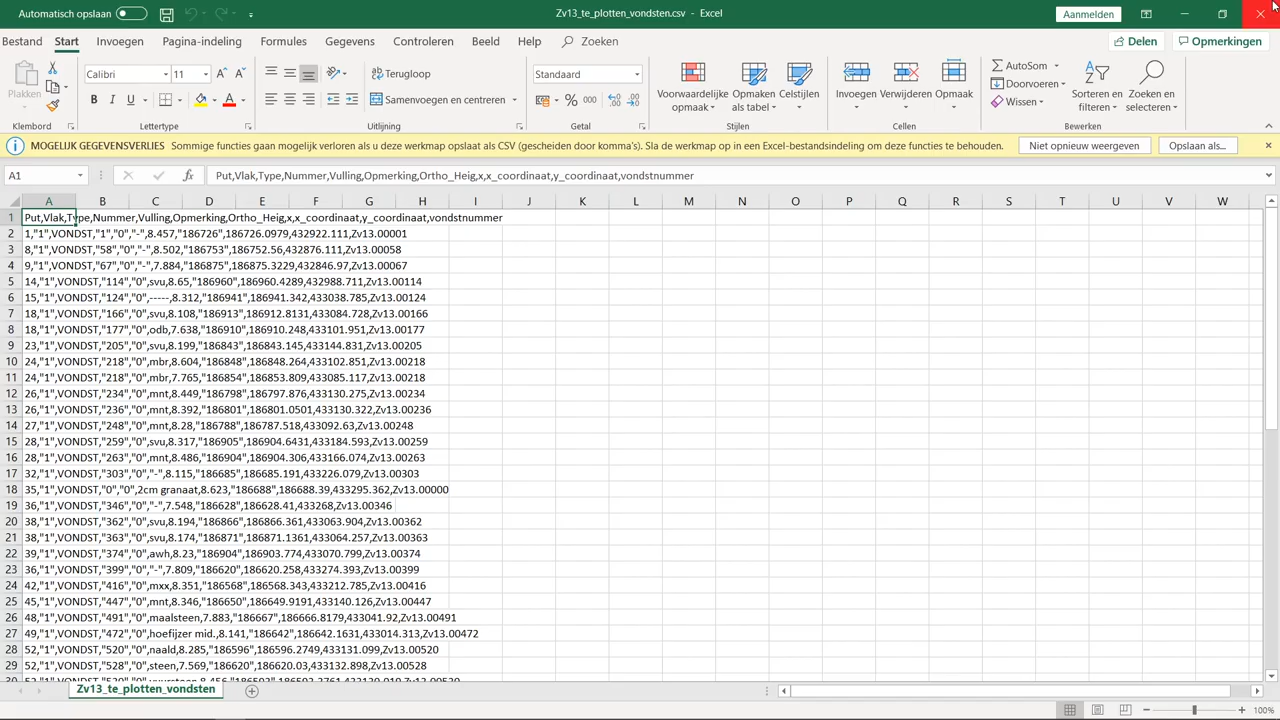 Automatisch opslaan
Zv13_te_plotten_vondsten.csv - Excel
Aanmelden
Bestand Start Invoegen Pagina-indeling Formules Gegevens Controleren Beeld Help Zoeken Delen Opmerkingen
Plakken Calibri 11 Terugloop Standaard Voorwaardelijke opmaak Opmaken als tabel Celstijlen Invoegen Verwijderen Opmaak AutoSom Doorvoeren Wissen Sorteren en filteren Zoeken en selecteren
B I U A Samenvoegen en centreren % 000
Klembord Lettertype Uitlijning Getal Stijlen Cellen Bewerken
MOGELIJK GEGEVENSVERLIES Sommige functies gaan mogelijk verloren als u deze werkmap opslaat als CSV (gescheiden door komma's). Sla de werkmap op in een Excel-bestandsindeling om deze functies te behouden. Niet opnieuw weergeven Opslaan als...
A1 fx Put,Vlak,Type,Nummer,Vulling,Opmerking,Ortho_Heig,x,x_coordinaat,y_coordinaat,vondstnummer
A B C D E F G H I J K L M N O P Q R S T U V W
1 Put,Vlak,Type,Nummer,Vulling,Opmerking,Ortho_Heig,x,x_coordinaat,y_coordinaat,vondstnummer
2 1,"1",VONDST,"1","0","-",8.457,"186726",186726.0979,432922.111,Zv13.00001
3 8,"1",VONDST,"58","0","-",8.502,"186753",186752.56,432876.111,Zv13.00058
4 9,"1",VONDST,"67","0","-",7.884,"186875",186875.3229,432846.97,Zv13.00067
5 14,"1",VONDST,"114","0",svu,8.65,"186960",186960.4289,432988.711,Zv13.00114
6 15,"1",VONDST,"124","0",-----,8.312,"186941",186941.342,433038.785,Zv13.00124
7 18,"1",VONDST,"166","0",svu,8.108,"186913",186912.8131,433084.728,Zv13.00166
8 18,"1",VONDST,"177","0",odb,7.638,"186910",186910.248,433101.951,Zv13.00177
9 23,"1",VONDST,"205","0",svu,8.199,"186843",186843.145,433144.831,Zv13.00205
10 24,"1",VONDST,"218","0",mbr,8.604,"186848",186848.264,433102.851,Zv13.00218
11 24,"1",VONDST,"218","0",mbr,7.765,"186854",186853.809,433085.117,Zv13.00218
12 26,"1",VONDST,"234","0",mnt,8.449,"186798",186797.876,433130.275,Zv13.00234
13 26,"1",VONDST,"236","0",mnt,8.392,"186801",186801.0501,433130.322,Zv13.00236
14 27,"1",VONDST,"248","0",mnt,8.28,"186788",186787.518,433092.63,Zv13.00248
15 28,"1",VONDST,"259","0",svu,8.317,"186905",186904.6431,433184.593,Zv13.00259
16 28,"1",VONDST,"263","0",mnt,8.486,"186904",186904.306,433166.074,Zv13.00263
17 32,"1",VONDST,"303","0","-",8.115,"186685",186685.191,433226.079,Zv13.00303
18 35,"1",VONDST,"0","0",2cm granaat,8.623,"186688",186688.39,433295.362,Zv13.00000
19 36,"1",VONDST,"346","0","-",7.548,"186628",186628.41,433268,Zv13.00346
20 38,"1",VONDST,"362","0",svu,8.194,"186866",186866.361,433063.904,Zv13.00362
21 38,"1",VONDST,"363","0",svu,8.174,"186871",186871.1361,433064.257,Zv13.00363
22 39,"1",VONDST,"374","0",awh,8.23,"186904",186903.774,433070.799,Zv13.00374
23 36,"1",VONDST,"399","0","-",7.809,"186620",186620.258,433274.30,Zv13.00399
24 42,"1",VONDST,"416","0",mxx,8.351,"186568",186568.343,433212.785,Zv13.00416
25 45,"1",VONDST,"447","0",mnt,8.346,"186650",186649.9191,433140.126,Zv13.00447
26 48,"1",VONDST,"491","0",maalsteen,7.883,"186667",186666.8179,433041.92,Zv13.00491
27 49,"1",VONDST,"472","0",hoefijzer mid.,8.141,"186642",186642.1631,433014.313,Zv13.00472
28 52,"1",VONDST,"520","0",naald,8.285,"186596",186596.2749,433131.099,Zv13.00520
29 52,"1",VONDST,"528","0",steen,7.569,"186620",186620.03,433132.898,Zv13.00528
Zv13_te_plotten_vondsten
100%